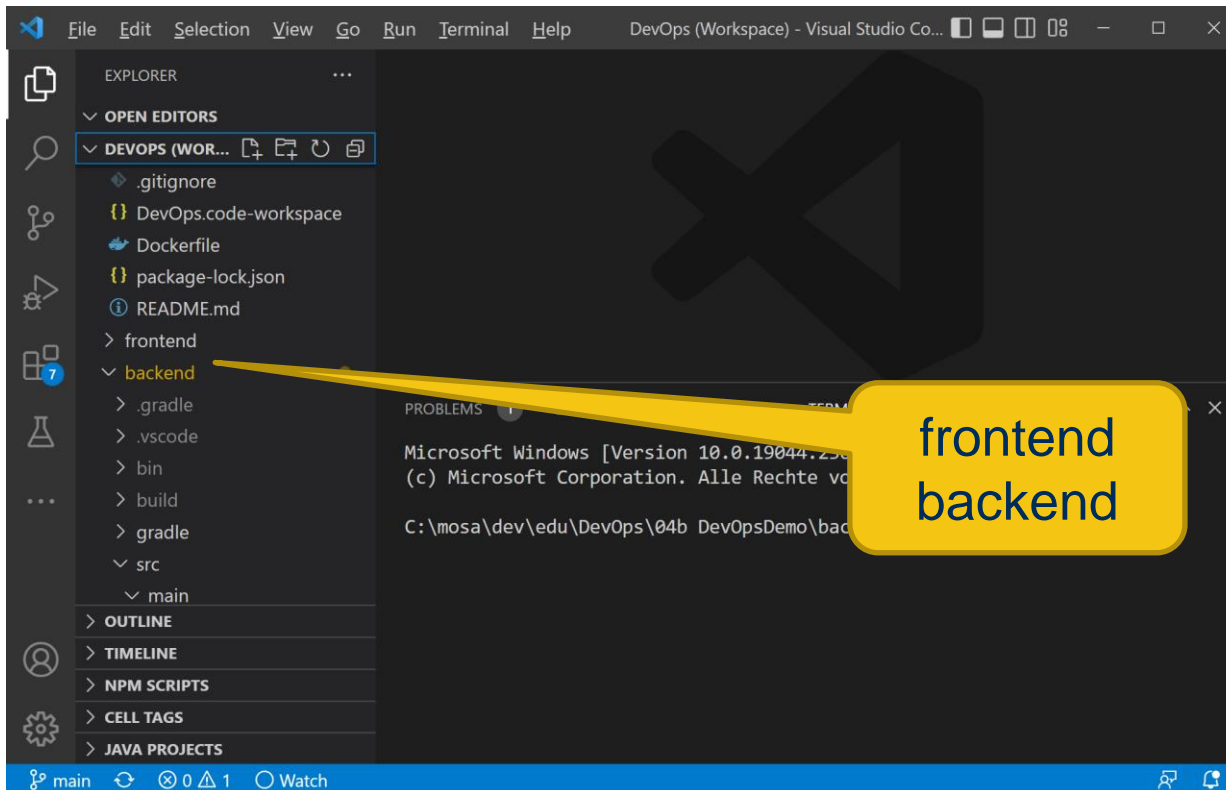 File Edit Selection View Go Run Terminal Help DevOps (Workspace) - Visual Studio Co...
EXPLORER
OPEN EDITORS
DEVOPS (WOR...
.gitignore
DevOps.code-workspace
Dockerfile
package-lock.json
README.md
frontend
backend
.gradle
.vscode
bin
build
gradle
src
main
OUTLINE
TIMELINE
NPM SCRIPTS
CELL TAGS
JAVA PROJECTS
7
PROBLEMS 1
Microsoft Windows [Version 10.0.19044.
(c) Microsoft Corporation. Alle Rechte
C:\mosa\dev\edu\DevOps\04b DevOpsDemo\bac
frontend
backend
main 0 1 Watch